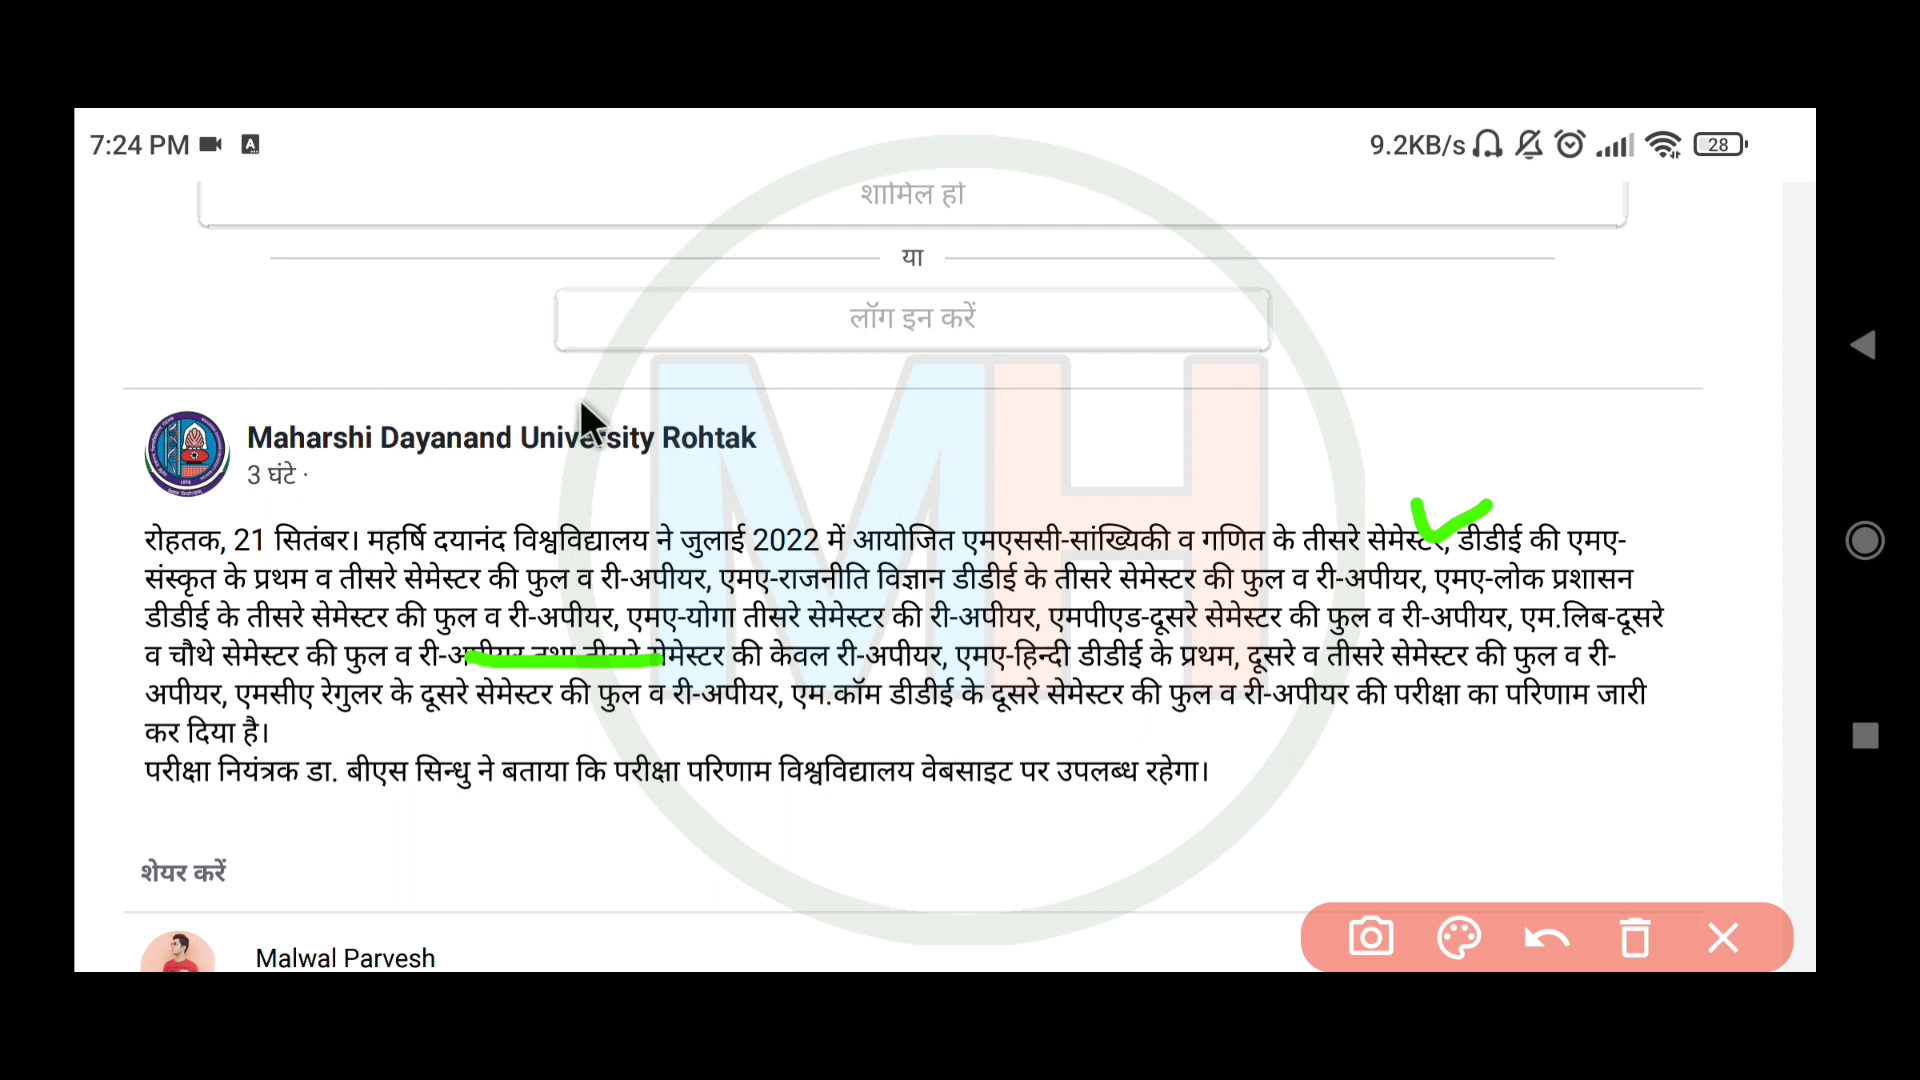 7:24 PM
9.2KB/s
28
शामिल हों
या
लॉग इन करें
Maharshi Dayanand University Rohtak
3 घंटे ·
रोहतक, 21 सितंबर। महर्षि दयानंद विश्वविद्यालय ने जुलाई 2022 में आयोजित एमएससी-सांख्यिकी व गणित के तीसरे सेमेस्टर, डीडीई की एमए-
संस्कृत के प्रथम व तीसरे सेमेस्टर की फुल व री-अपीयर, एमए-राजनीति विज्ञान डीडीई के तीसरे सेमेस्टर की फुल व री-अपीयर, एमए-लोक प्रशासन
डीडीई के तीसरे सेमेस्टर की फुल व री-अपीयर, एमए-योगा तीसरे सेमेस्टर की री-अपीयर, एमपीएड-दूसरे सेमेस्टर की फुल व री-अपीयर, एम.लिब-दूसरे
व चौथे सेमेस्टर की फुल व री-अपीयर तथा तीसरे सेमेस्टर की केवल री-अपीयर, एमए-हिन्दी डीडीई के प्रथम, दूसरे व तीसरे सेमेस्टर की फुल व री-
अपीयर, एमसीए रेगुलर के दूसरे सेमेस्टर की फुल व री-अपीयर, एम.कॉम डीडीई के दूसरे सेमेस्टर की फुल व री-अपीयर की परीक्षा का परिणाम जारी
कर दिया है।
परीक्षा नियंत्रक डा. बीएस सिन्धु ने बताया कि परीक्षा परिणाम विश्वविद्यालय वेबसाइट पर उपलब्ध रहेगा।
शेयर करें
Malwal Parvesh
MH